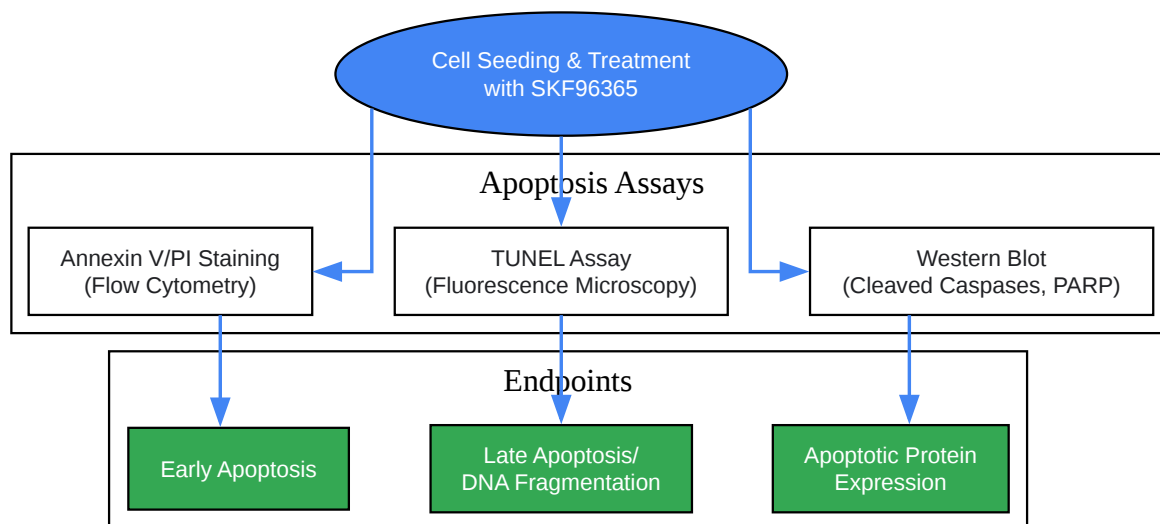 Cell Seeding & Treatment
with SKF96365
Apoptosis Assays
Annexin V/PI Staining
(Flow Cytometry)
TUNEL Assay
(Fluorescence Microscopy)
Western Blot
(Cleaved Caspases, PARP)
Endpoints
Early Apoptosis
Late Apoptosis/
DNA Fragmentation
Apoptotic Protein
Expression